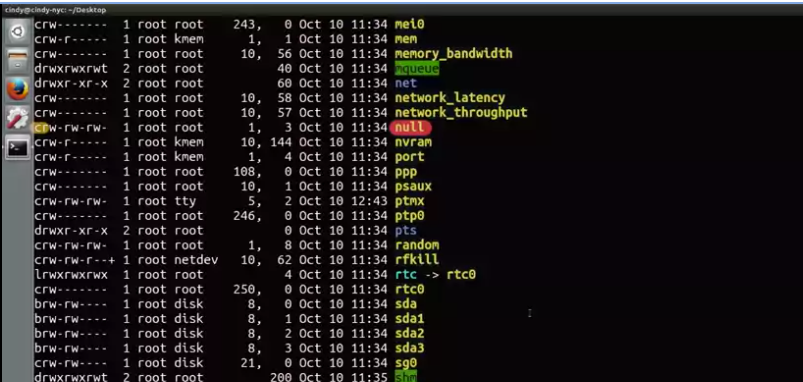 cindy@cindy-nyc: ~/Desktop
crw------- 1 root root 243, 0 Oct 10 11:34 mei0
crw-r----- 1 root kmem 1, 1 Oct 10 11:34 mem
crw------- 1 root root 10, 56 Oct 10 11:34 memory_bandwidth
drwxrwxrwt 2 root root 40 Oct 10 11:34 mqueue
drwxr-xr-x 2 root root 60 Oct 10 11:34 net
crw------- 1 root root 10, 58 Oct 10 11:34 network_latency
crw------- 1 root root 10, 57 Oct 10 11:34 network_throughput
crw-rw-rw- 1 root root 1, 3 Oct 10 11:34 null
crw-r----- 1 root kmem 10, 144 Oct 10 11:34 nvram
crw-r----- 1 root kmem 1, 4 Oct 10 11:34 port
crw------- 1 root root 108, 0 Oct 10 11:34 ppp
crw------- 1 root root 10, 1 Oct 10 11:34 psaux
crw-rw-rw- 1 root tty 5, 2 Oct 10 12:43 ptmx
crw------- 1 root root 246, 0 Oct 10 11:34 ptp0
drwxr-xr-x 2 root root 0 Oct 10 11:34 pts
crw-rw-rw- 1 root root 1, 8 Oct 10 11:34 random
crw-rw-r--+ 1 root netdev 10, 62 Oct 10 11:34 rfkill
lrwxrwxrwx 1 root root 4 Oct 10 11:34 rtc -> rtc0
crw------- 1 root root 250, 0 Oct 10 11:34 rtc0
brw-rw---- 1 root disk 8, 0 Oct 10 11:34 sda
brw-rw---- 1 root disk 8, 1 Oct 10 11:34 sda1
brw-rw---- 1 root disk 8, 2 Oct 10 11:34 sda2
brw-rw---- 1 root disk 8, 3 Oct 10 11:34 sda3
crw-rw---- 1 root disk 21, 0 Oct 10 11:34 sg0
drwxrwxrwt 2 root root 200 Oct 10 11:35 shm